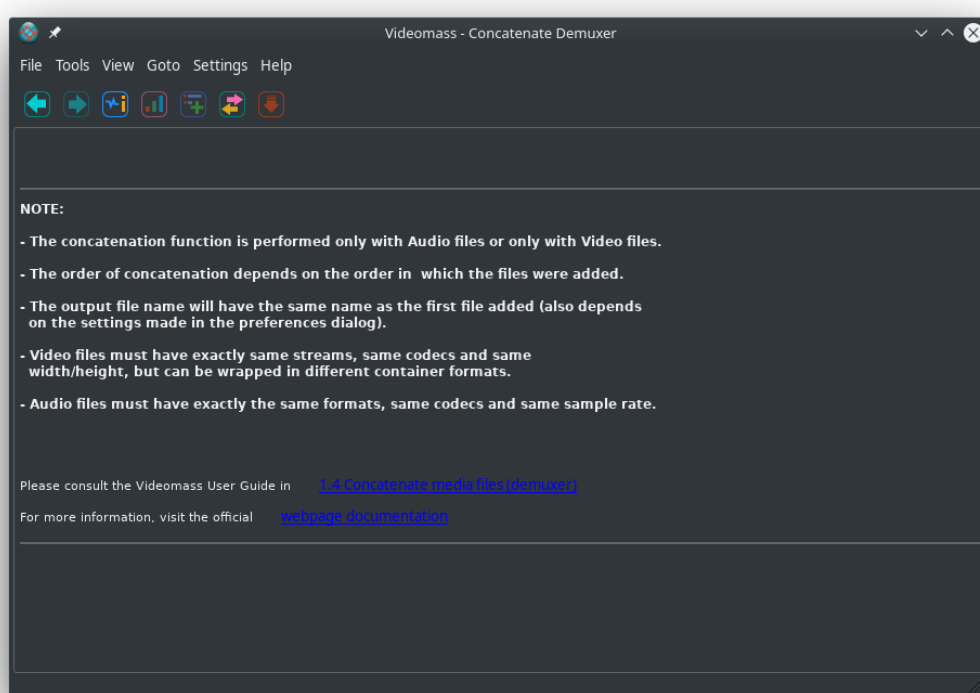 Videomass - Concatenate Demuxer
File Tools View Goto Settings Help
NOTE:
- The concatenation function is performed only with Audio files or only with Video files.
- The order of concatenation depends on the order in  which the files were added.
- The output file name will have the same name as the first file added (also depends
on the settings made in the preferences dialog).
- Video files must have exactly same streams, same codecs and same
width/height, but can be wrapped in different container formats.
- Audio files must have exactly the same formats, same codecs and same sample rate.
Please consult the Videomass User Guide in 1.4 Concatenate media files (demuxer)
For more information, visit the official webpage documentation